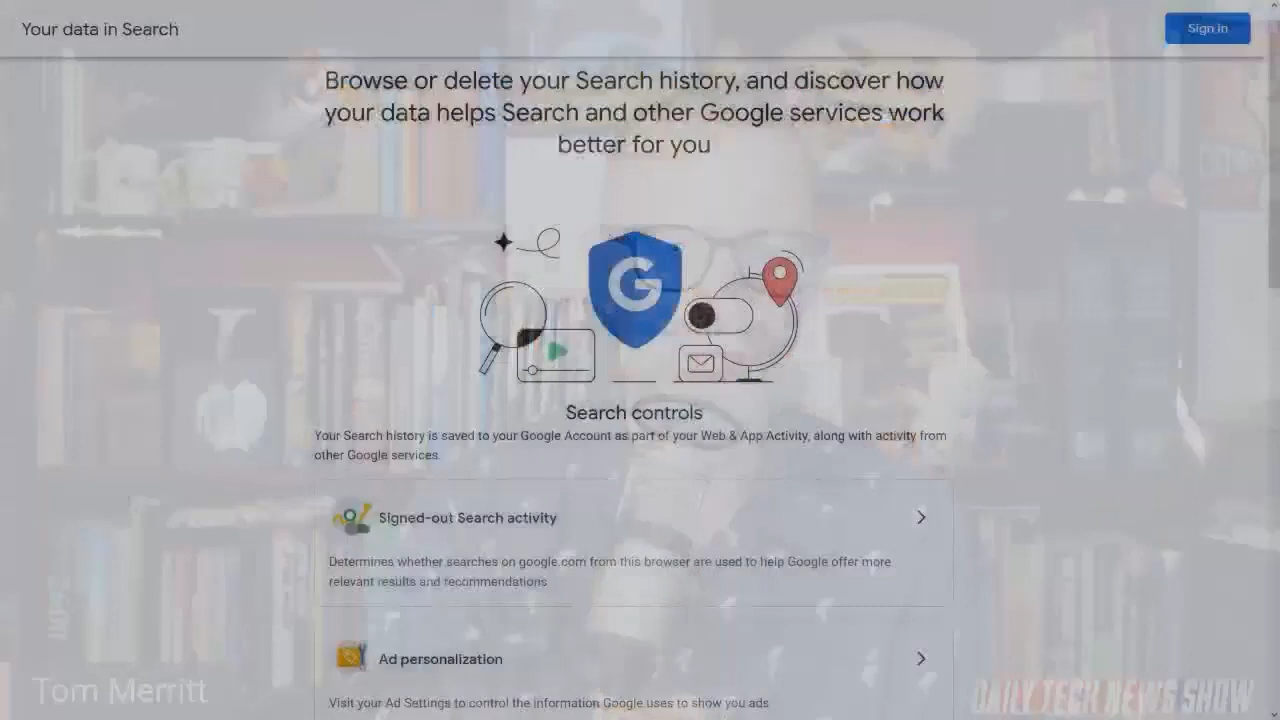 Your data in Search
Sign in
Browse or delete your Search history, and discover how
your data helps Search and other Google services work
better for you
G
Search controls
Your Search history is saved to your Google Account as part of your Web & App Activity, along with activity from
other Google services.
Signed-out Search activity
Determines whether searches on google.com from this browser are used to help Google offer more
relevant results and recommendations
Ad personalization
Visit your Ad Settings to control the information Google uses to show you ads
Tom Merritt
DAILY TECH NEWS SHOW